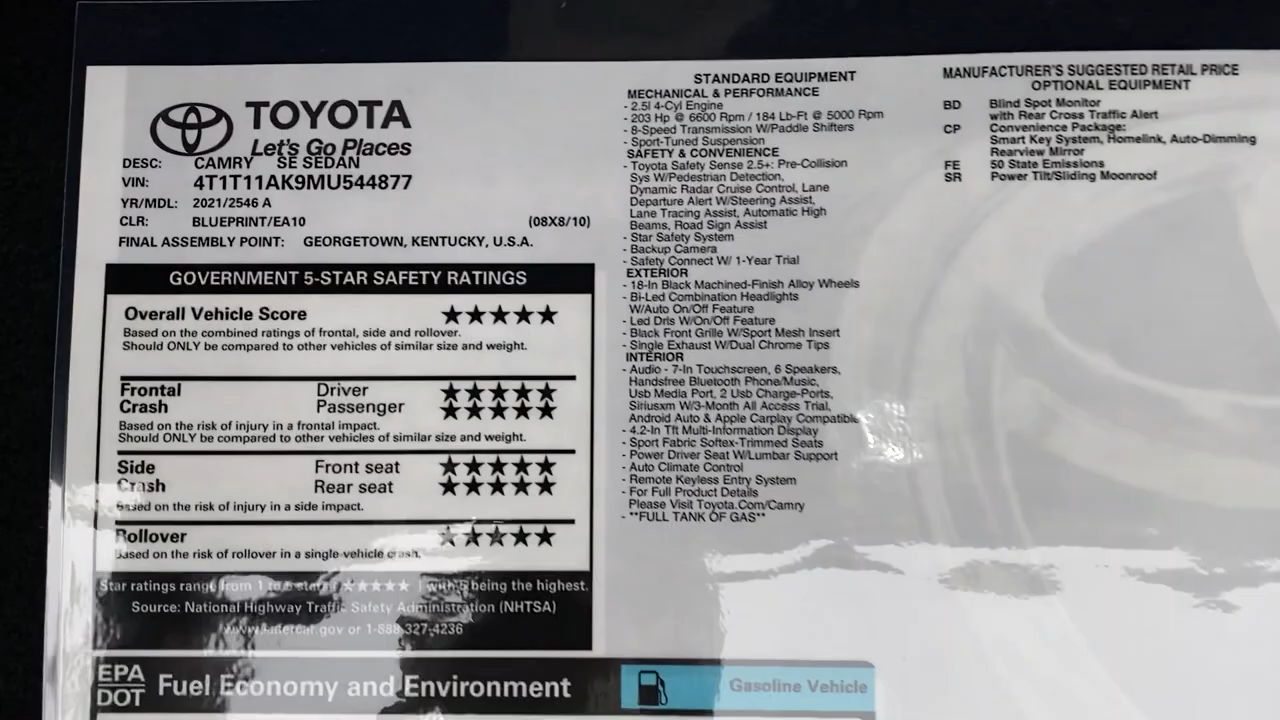 TOYOTA
Let's Go Places
DESC: CAMRY SE SEDAN
VIN: 4T1T11AK9MU544877
YR/MDL: 2021/2546 A
CLR: BLUEPRINT/EA10 (08X8/10)
FINAL ASSEMBLY POINT: GEORGETOWN, KENTUCKY, U.S.A.
GOVERNMENT 5-STAR SAFETY RATINGS
Overall Vehicle Score ★★★★★
Based on the combined ratings of frontal, side and rollover.
Should ONLY be compared to other vehicles of similar size and weight.
Frontal Driver ★★★★★
Crash Passenger ★★★★★
Based on the risk of injury in a frontal impact.
Should ONLY be compared to other vehicles of similar size and weight.
Side Front seat ★★★★★
Crash Rear seat ★★★★★
Based on the risk of injury in a side impact.
Rollover ★★★★★
Based on the risk of rollover in a single vehicle crash.
Star ratings range from 1 to 5 stars ★★★★★ with 5 being the highest.
Source: National Highway Traffic Safety Administration (NHTSA)
www.safercar.gov or 1-888-327-4236
EPA
DOT
Fuel Economy and Environment
Gasoline Vehicle
STANDARD EQUIPMENT
MECHANICAL & PERFORMANCE
- 2.5l 4-Cyl Engine
- 203 Hp @ 6600 Rpm / 184 Lb-Ft @ 5000 Rpm
- 8-Speed Transmission W/Paddle Shifters
- Sport-Tuned Suspension
SAFETY & CONVENIENCE
- Toyota Safety Sense 2.5+: Pre-Collision
Sys W/Pedestrian Detection,
Dynamic Radar Cruise Control, Lane
Departure Alert W/Steering Assist,
Lane Tracing Assist, Automatic High
Beams, Road Sign Assist
- Star Safety System
- Backup Camera
- Safety Connect W/ 1-Year Trial
EXTERIOR
- 18-In Black Machined-Finish Alloy Wheels
- Bi-Led Combination Headlights
W/Auto On/Off Feature
- Led Drls W/On/Off Feature
- Black Front Grille W/Sport Mesh Insert
- Single Exhaust W/Dual Chrome Tips
INTERIOR
- Audio - 7-In Touchscreen, 6 Speakers,
Handsfree Bluetooth Phone/Music,
Usb Media Port, 2 Usb Charge-Ports,
Siriusxm W/3-Month All Access Trial,
Android Auto & Apple Carplay Compatible
- 4.2-In Tft Multi-Information Display
- Sport Fabric Softex-Trimmed Seats
- Power Driver Seat W/Lumbar Support
- Auto Climate Control
- Remote Keyless Entry System
- For Full Product Details
Please Visit Toyota.Com/Camry
- **FULL TANK OF GAS**
MANUFACTURER'S SUGGESTED RETAIL PRICE
OPTIONAL EQUIPMENT
BD Blind Spot Monitor
with Rear Cross Traffic Alert
CP Convenience Package:
Smart Key System, Homelink, Auto-Dimming
Rearview Mirror
FE 50 State Emissions
SR Power Tilt/Sliding Moonroof